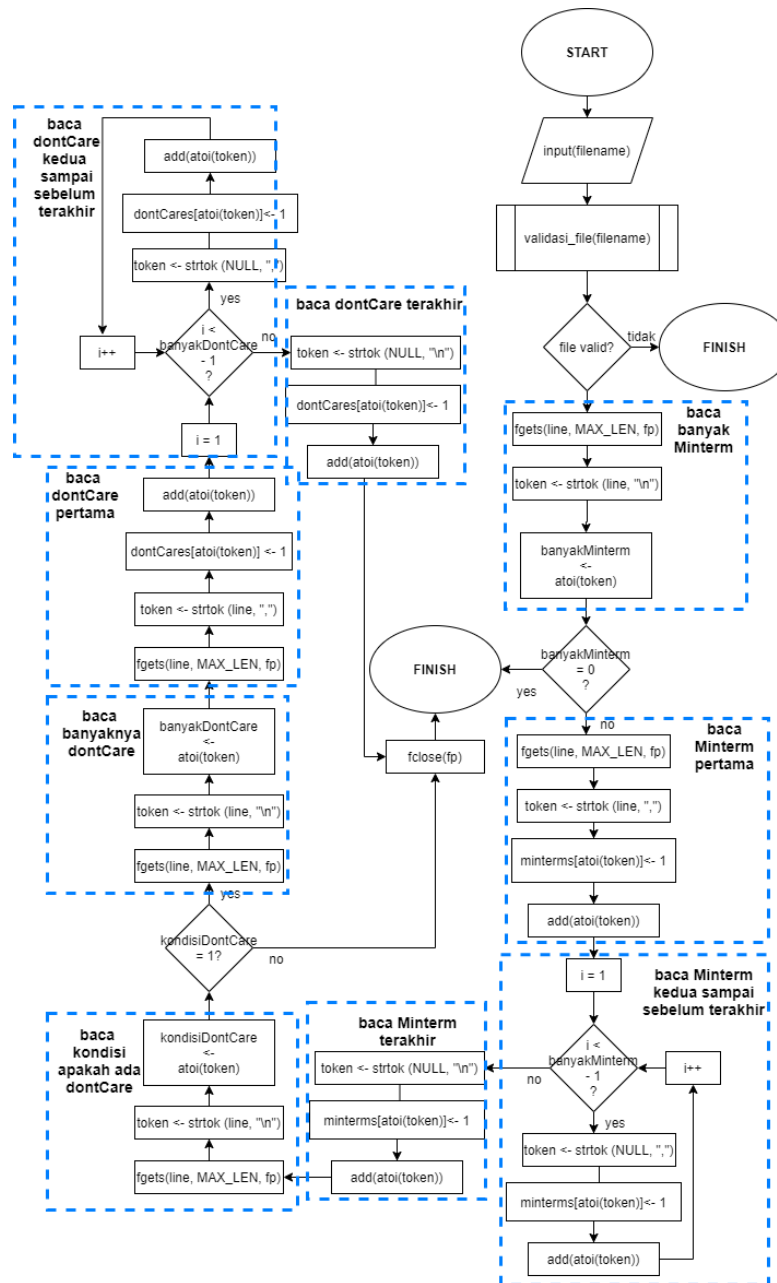 START
input(filename)
validasi_file(filename)
file valid?
tidak
FINISH
baca
banyak
Minterm
fgets(line, MAX_LEN, fp)
token <- strtok (line, "\n")
banyakMinterm
<-
atoi(token)
banyakMinterm
= 0
?
yes
FINISH
no
baca
Minterm
pertama
fgets(line, MAX_LEN, fp)
token <- strtok (line, ",")
minterms[atoi(token)]<- 1
add(atoi(token))
baca Minterm
kedua sampai
sebelum terakhir
i = 1
i <
banyakMinterm
- 1
?
i++
yes
token <- strtok (NULL, ",")
minterms[atoi(token)]<- 1
add(atoi(token))
no
baca Minterm
terakhir
token <- strtok (NULL, "\n")
minterms[atoi(token)]<- 1
add(atoi(token))
baca
kondisi
apakah ada
dontCare
fgets(line, MAX_LEN, fp)
token <- strtok (line, "\n")
kondisiDontCare
<-
atoi(token)
kondisiDontCare
= 1?
no
fclose(fp)
yes
baca
banyaknya
dontCare
fgets(line, MAX_LEN, fp)
token <- strtok (line, "\n")
banyakDontCare
<-
atoi(token)
baca
dontCare
pertama
fgets(line, MAX_LEN, fp)
token <- strtok (line, ",")
dontCares[atoi(token)] <- 1
add(atoi(token))
baca
dontCare
kedua
sampai
sebelum
terakhir
i = 1
i <
banyakDontCare
- 1
?
i++
yes
token <- strtok (NULL, ",")
dontCares[atoi(token)]<- 1
add(atoi(token))
no
baca dontCare terakhir
token <- strtok (NULL, "\n")
dontCares[atoi(token)]<- 1
add(atoi(token))